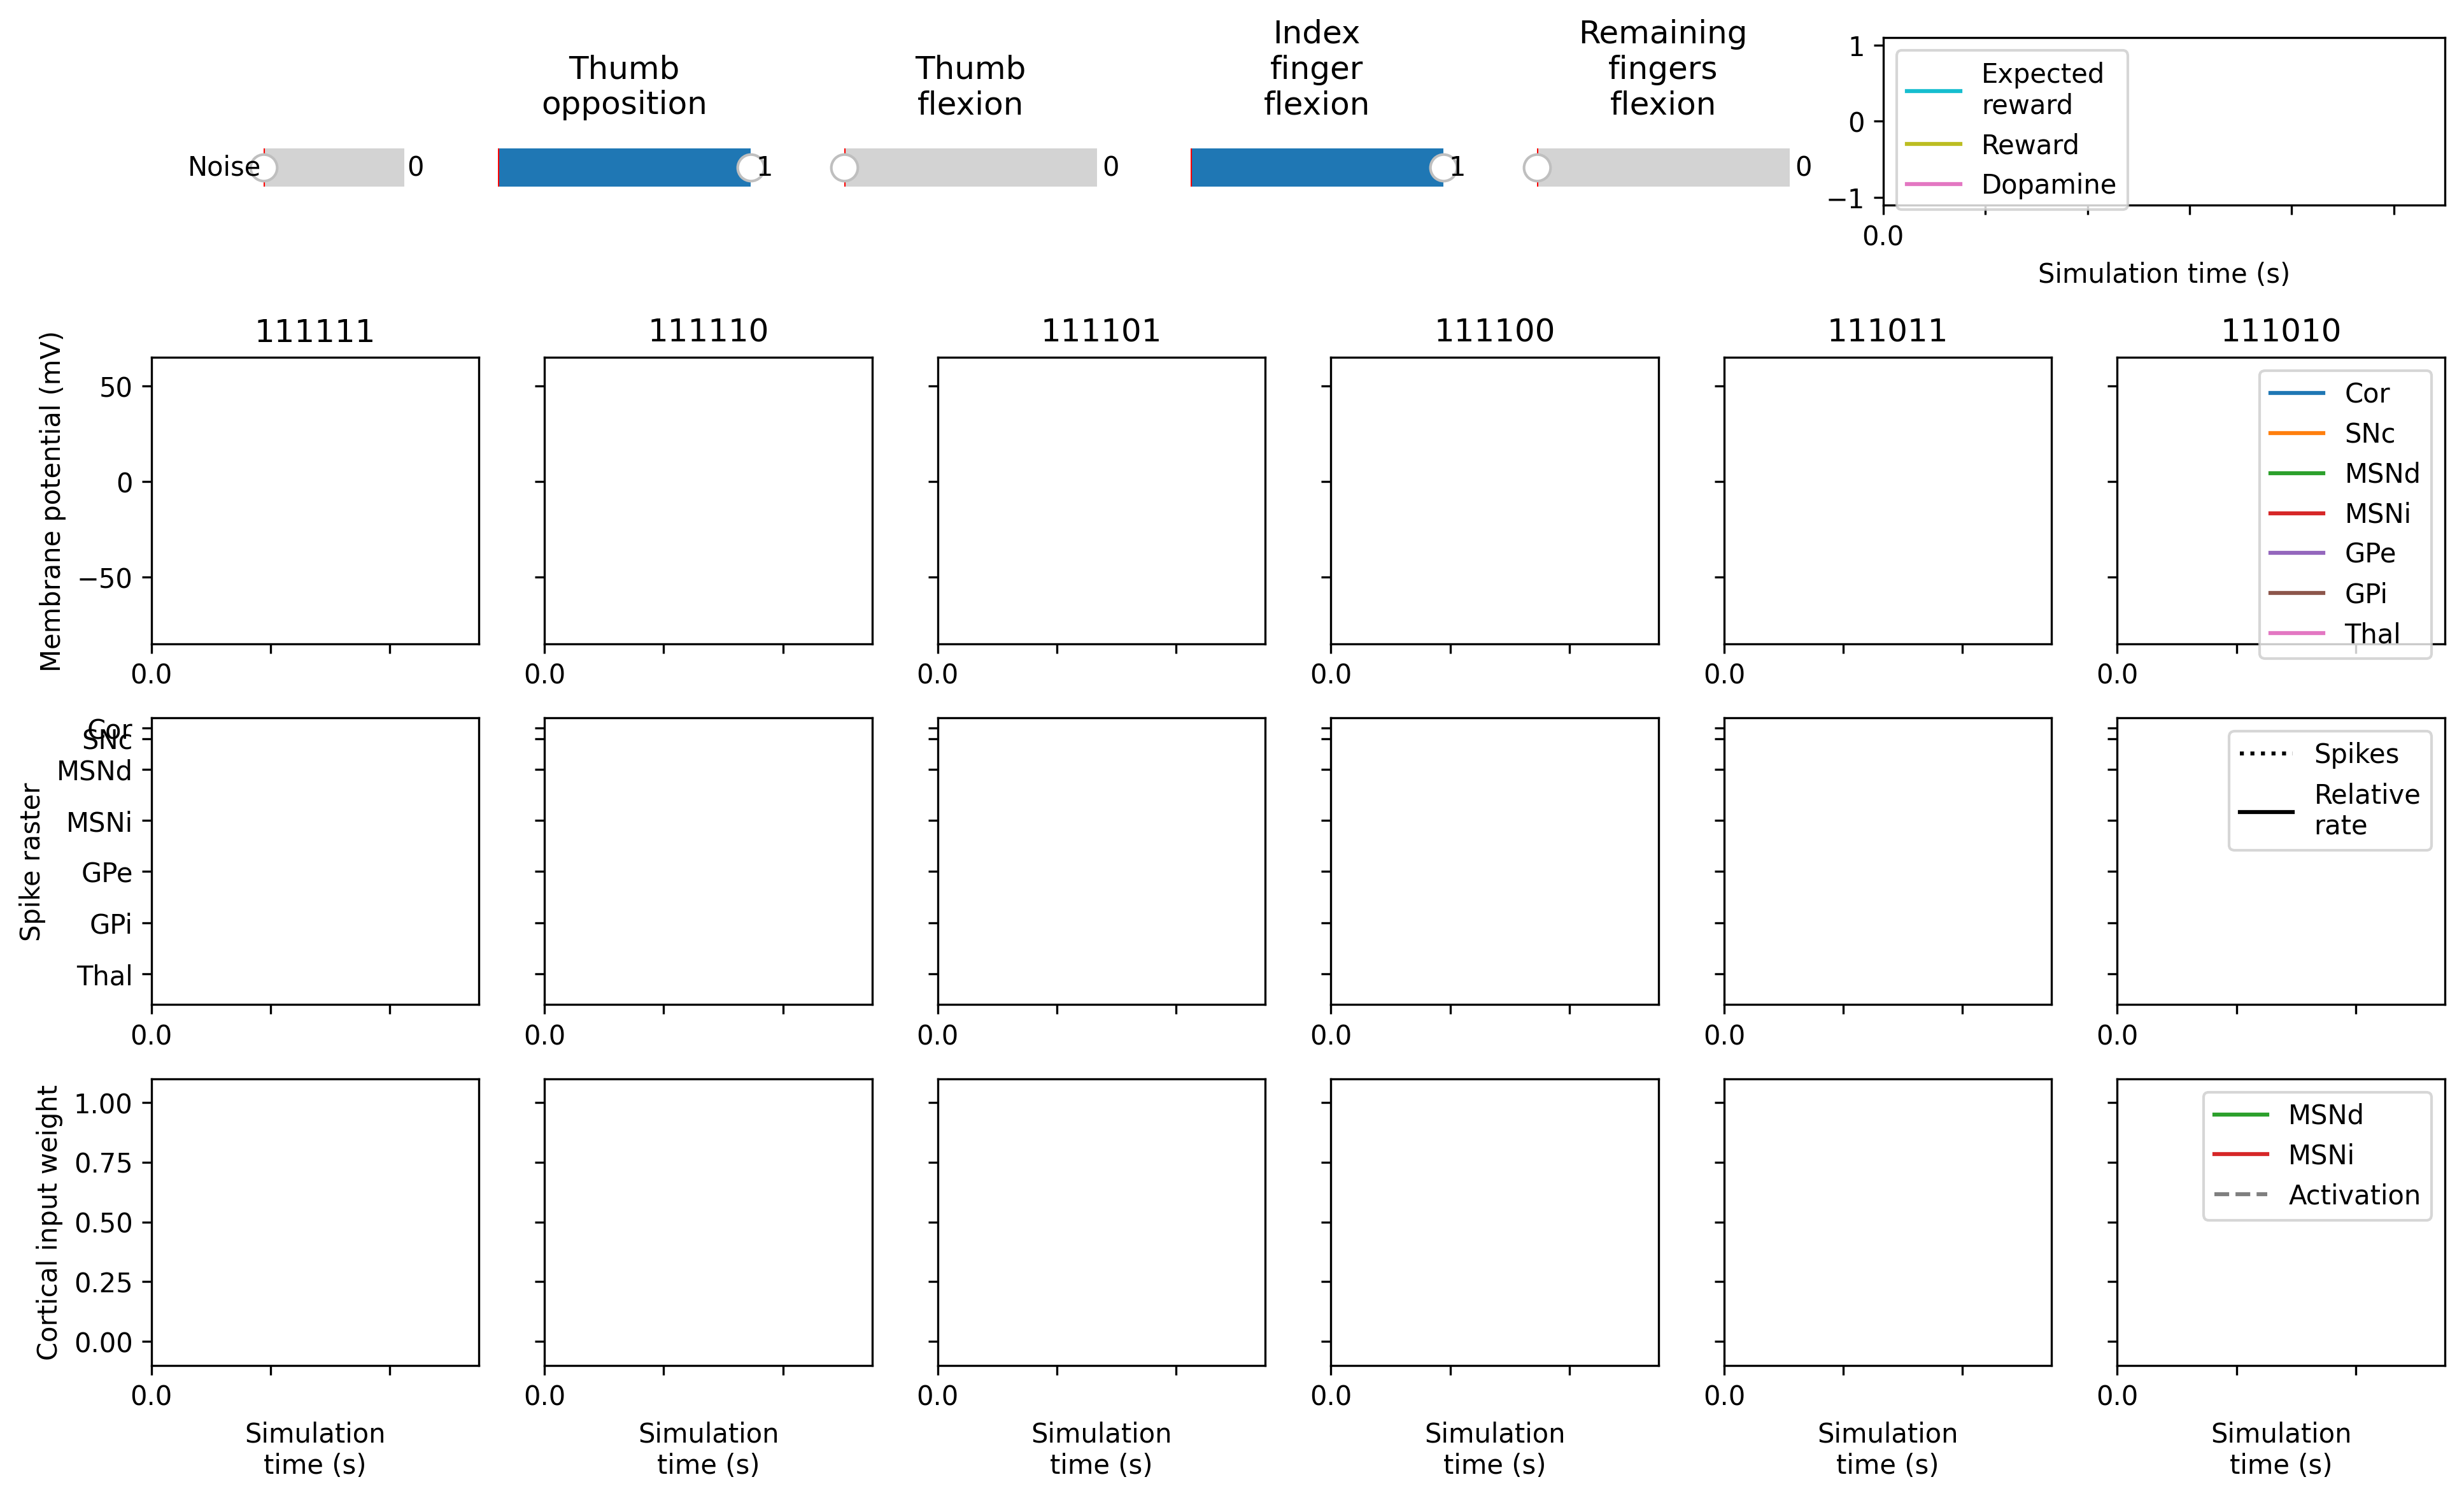 Noise
0
Thumb
opposition
1
Thumb
flexion
0
Index
finger
flexion
1
Remaining
fingers
flexion
0
1
0
−1
Expected
reward
Reward
Dopamine
0.0
Simulation time (s)
111111
111110
111101
111100
111011
111010
Membrane potential (mV)
50
0
−50
Cor
SNc
MSNd
MSNi
GPe
GPi
Thal
0.0
0.0
0.0
0.0
0.0
0.0
Spike raster
Cor
SNc
MSNd
MSNi
GPe
GPi
Thal
Spikes
Relative
rate
0.0
0.0
0.0
0.0
0.0
0.0
Cortical input weight
1.00
0.75
0.50
0.25
0.00
MSNd
MSNi
Activation
0.0
0.0
0.0
0.0
0.0
0.0
Simulation
time (s)
Simulation
time (s)
Simulation
time (s)
Simulation
time (s)
Simulation
time (s)
Simulation
time (s)